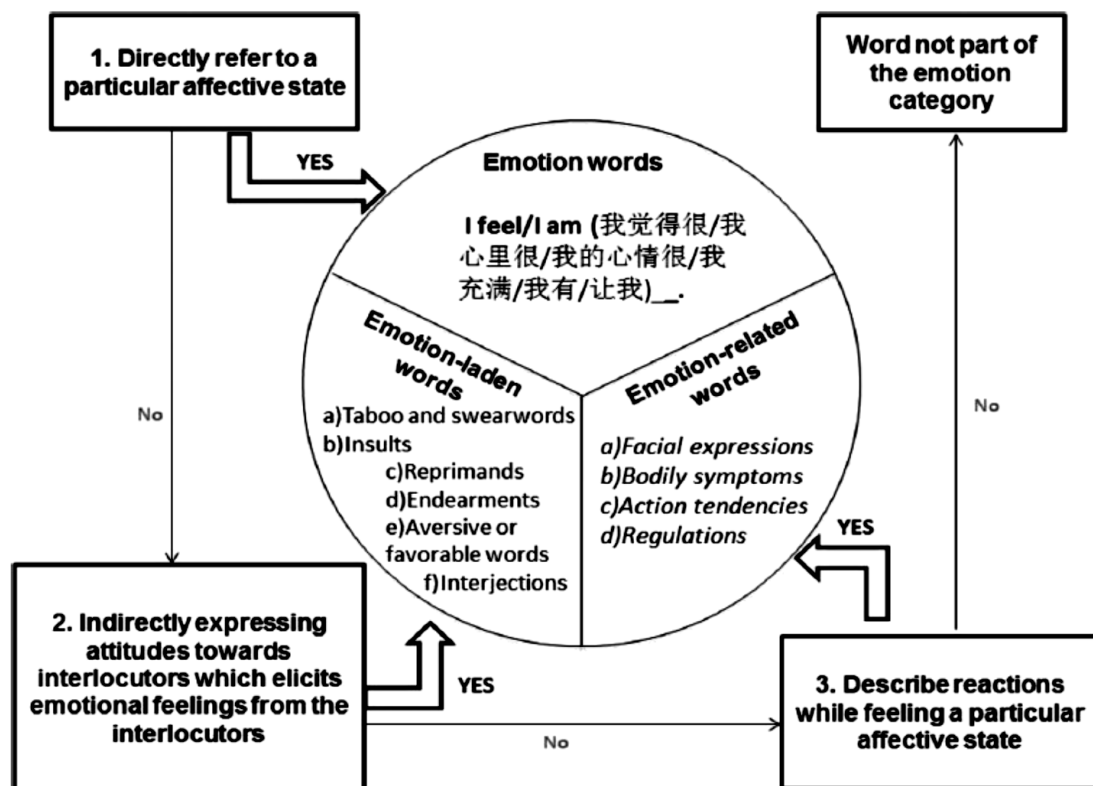 1. Directly refer to a
particular affective state
Word not part of
the emotion
category
YES
Emotion words
I feel/I am (我觉得很/我
心里很/我的心情很/我
充满/我有/让我)__.
Emotion-laden
words
a)Taboo and swearwords
b)Insults
c)Reprimands
d)Endearments
e)Aversive or
favorable words
f)Interjections
Emotion-related
words
a)Facial expressions
b)Bodily symptoms
c)Action tendencies
d)Regulations
No
No
YES
2. Indirectly expressing
attitudes towards
interlocutors which elicits
emotional feelings from the
interlocutors
YES
No
3. Describe reactions
while feeling a particular
affective state